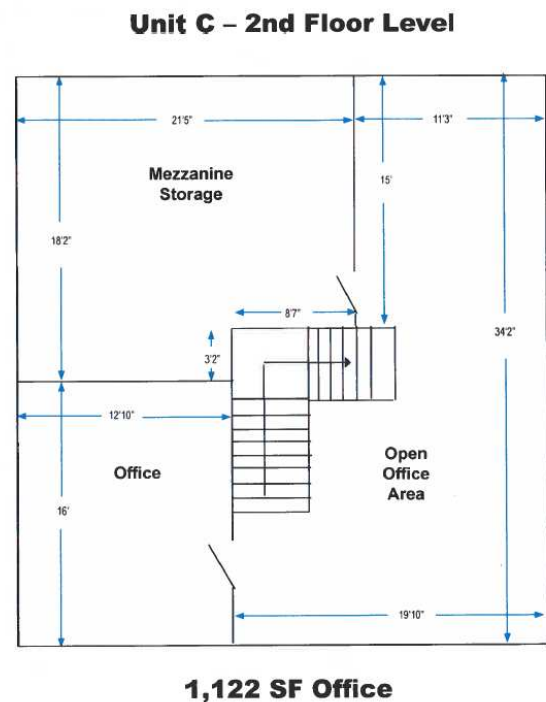 Unit C – 2nd Floor Level
21'5"
11'3"
Mezzanine
Storage
15'
18'2"
8'7"
34'2"
3'2"
12'10"
Office
Open
Office
Area
16'
19'10"
1,122 SF Office